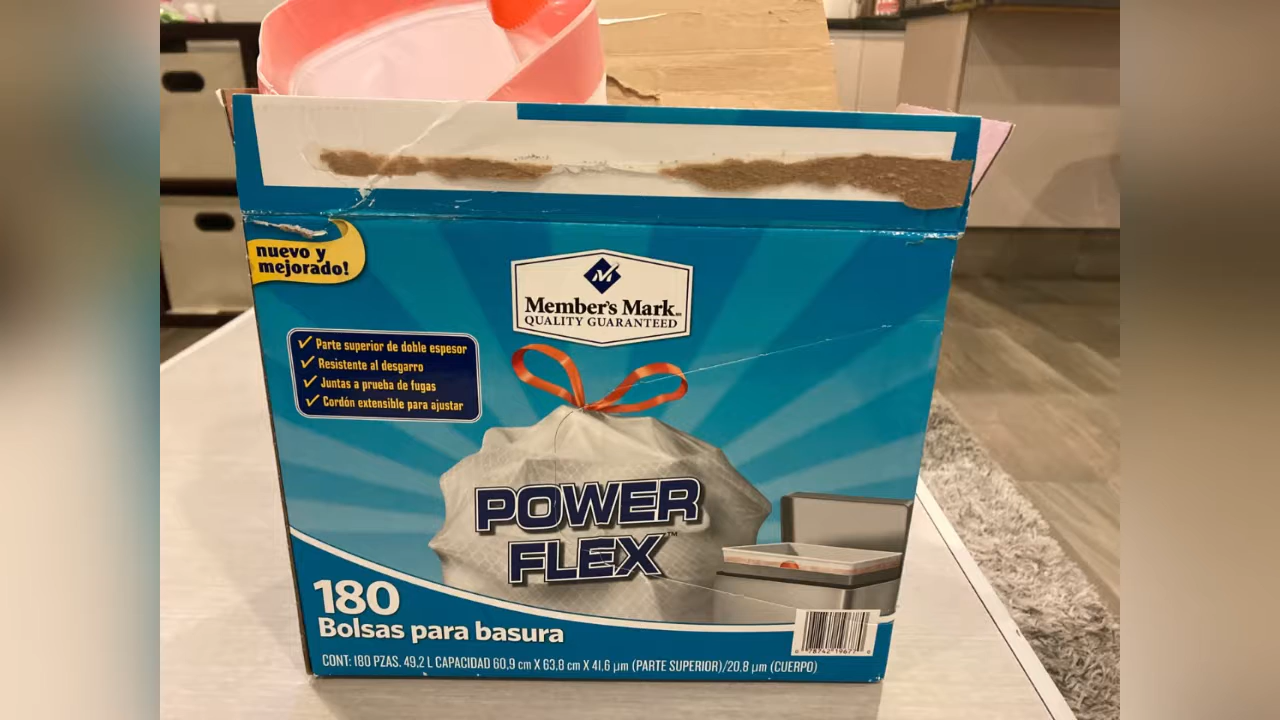 nuevo y
mejorado!
Member's Mark
QUALITY GUARANTEED
✓ Parte superior de doble espesor
✓ Resistente al desgarro
✓ Juntas a prueba de fugas
✓ Cordón extensible para ajustar
POWER
FLEX™
180
Bolsas para basura
CONT: 180 PZAS. 49.2 L CAPACIDAD 60,9 cm X 63,8 cm X 41,6 µm (PARTE SUPERIOR)/20,8 µm (CUERPO)